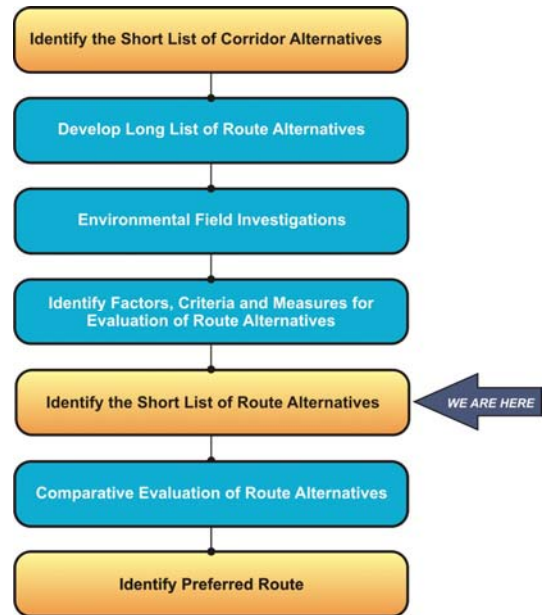 Identify the Short List of Corridor Alternatives
Develop Long List of Route Alternatives
Environmental Field Investigations
Identify Factors, Criteria and Measures for
Evaluation of Route Alternatives
Identify the Short List of Route Alternatives
WE ARE HERE
Comparative Evaluation of Route Alternatives
Identify Preferred Route